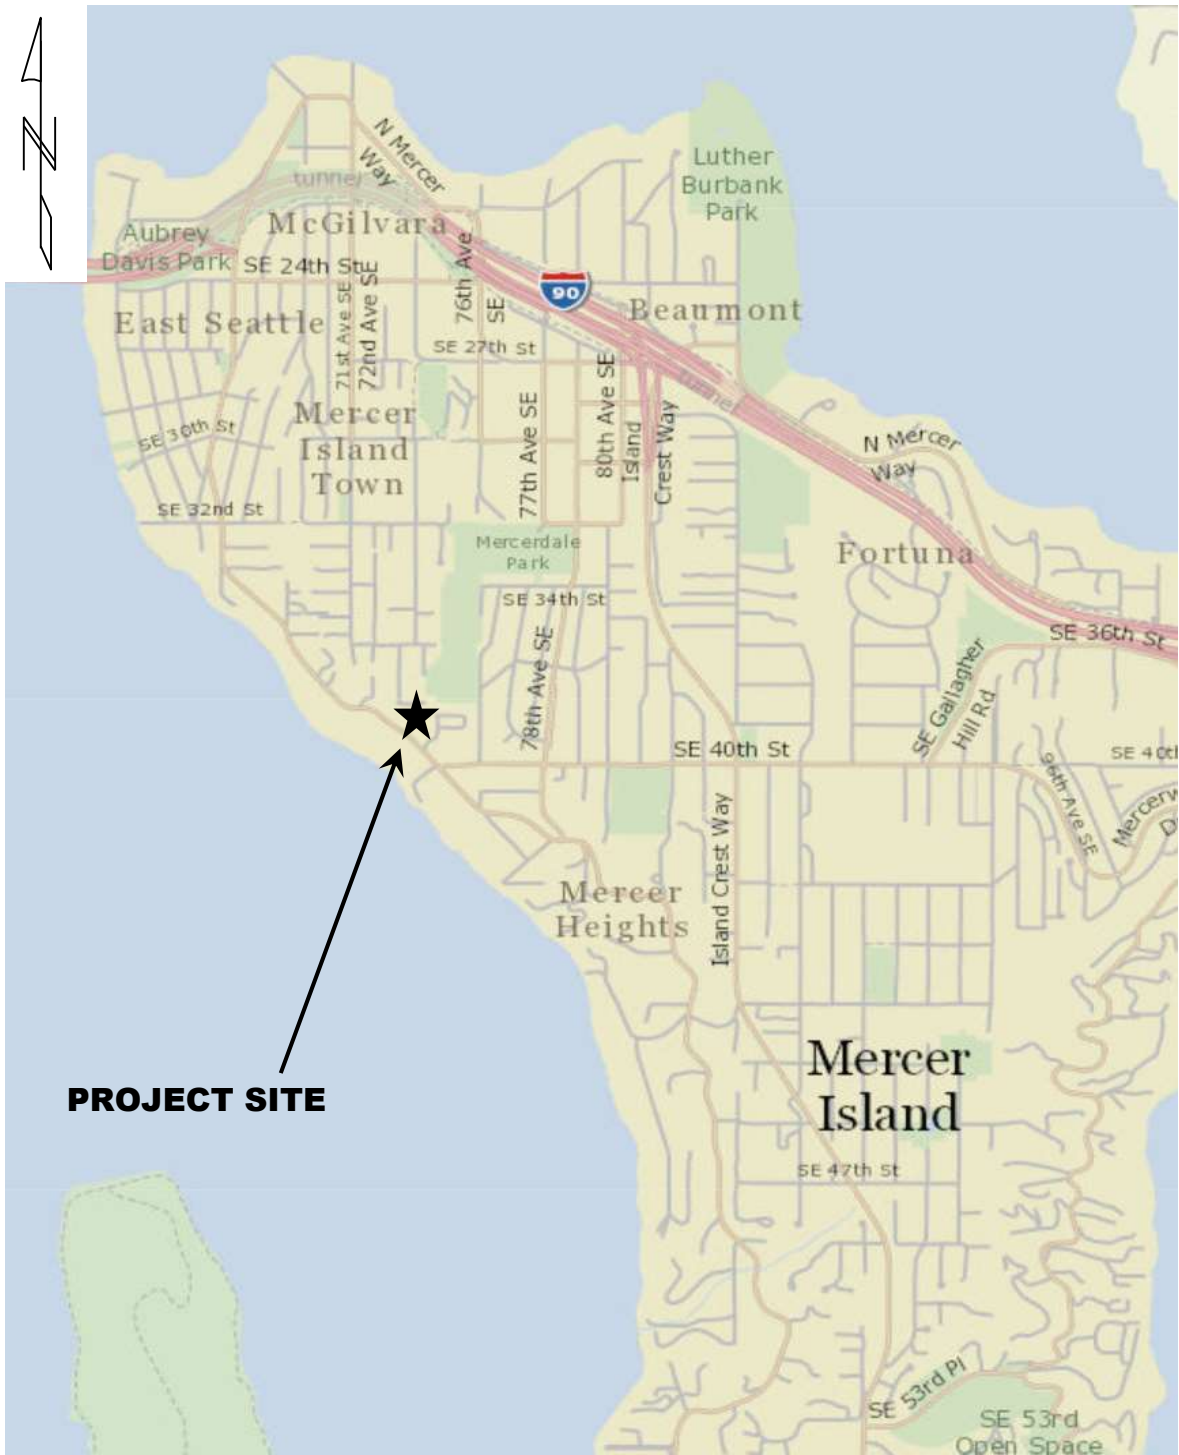 N
N Mercer
Way
tunnel
McGilvara
Aubrey
Davis Park
SE 24th St
Luther
Burbank
Park
76th Ave
SE
90
Beaumont
East Seattle
71st Ave SE
72nd Ave SE
SE 27th St
tunnel
Mercer
Island
Town
SE 30th St
77th Ave SE
80th Ave SE
Island
Crest Way
N Mercer
Way
SE 32nd St
Mercerdale
Park
Fortuna
SE 34th St
78th Ave SE
SE 36th St
SE Gallagher
Hill Rd
SE 40th St
SE 40th
96th Ave SE
Mercerw
D
Island Crest Way
Mercer
Heights
Mercer
Island
PROJECT SITE
SE 47th St
SE 53rd Pl
SE 53rd
Open Space